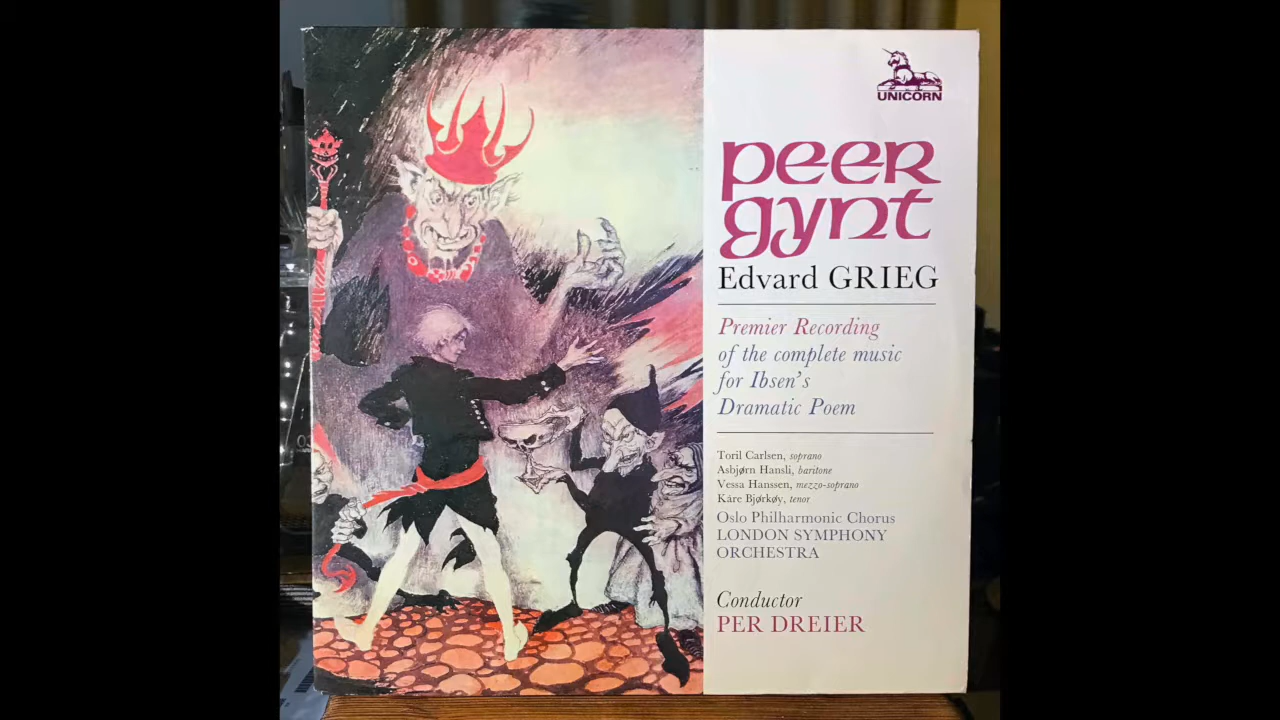 UNICORN
peer
gynt
Edvard GRIEG
Premier Recording
of the complete music
for Ibsen's
Dramatic Poem
Toril Carlsen, soprano
Asbjørn Hansli, baritone
Vessa Hanssen, mezzo-soprano
Kåre Bjørkøy, tenor
Oslo Philharmonic Chorus
LONDON SYMPHONY
ORCHESTRA
Conductor
PER DREIER